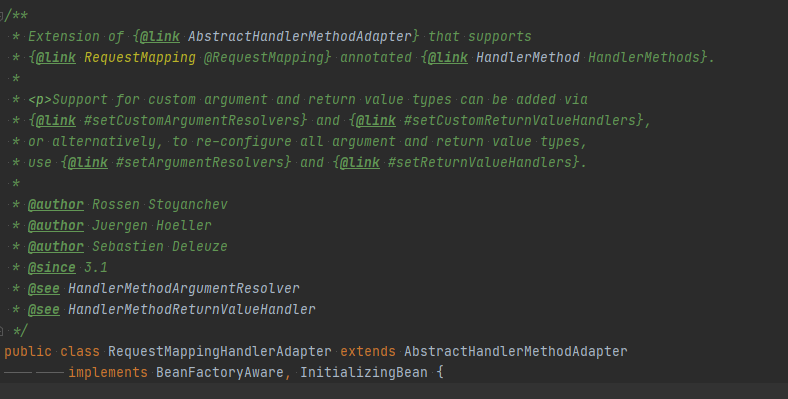 /**
 * Extension of {@link AbstractHandlerMethodAdapter} that supports
 * {@link RequestMapping @RequestMapping} annotated {@link HandlerMethod HandlerMethods}.
 *
 * <p>Support for custom argument and return value types can be added via
 * {@link #setCustomArgumentResolvers} and {@link #setCustomReturnValueHandlers},
 * or alternatively, to re-configure all argument and return value types,
 * use {@link #setArgumentResolvers} and {@link #setReturnValueHandlers}.
 *
 * @author Rossen Stoyanchev
 * @author Juergen Hoeller
 * @author Sebastien Deleuze
 * @since 3.1
 * @see HandlerMethodArgumentResolver
 * @see HandlerMethodReturnValueHandler
 */
public class RequestMappingHandlerAdapter extends AbstractHandlerMethodAdapter
        implements BeanFactoryAware, InitializingBean {